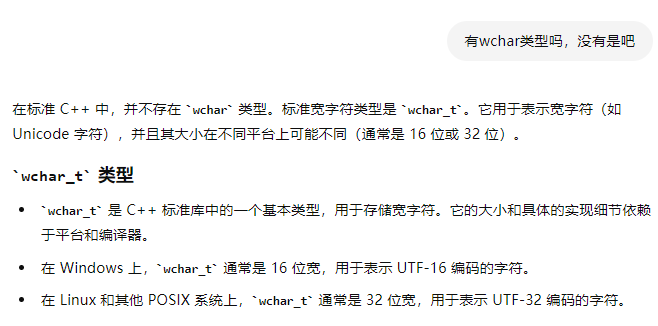 有wchar类型吗，没有是吧
在标准 C++ 中，并不存在 `wchar` 类型。标准宽字符类型是 `wchar_t`。它用于表示宽字符（如
Unicode 字符），并且其大小在不同平台上可能不同（通常是 16 位或 32 位）。
`wchar_t` 类型
• `wchar_t` 是 C++ 标准库中的一个基本类型，用于存储宽字符。它的大小和具体的实现细节依赖
于平台和编译器。
• 在 Windows 上，`wchar_t` 通常是 16 位宽，用于表示 UTF-16 编码的字符。
• 在 Linux 和其他 POSIX 系统上，`wchar_t` 通常是 32 位宽，用于表示 UTF-32 编码的字符。